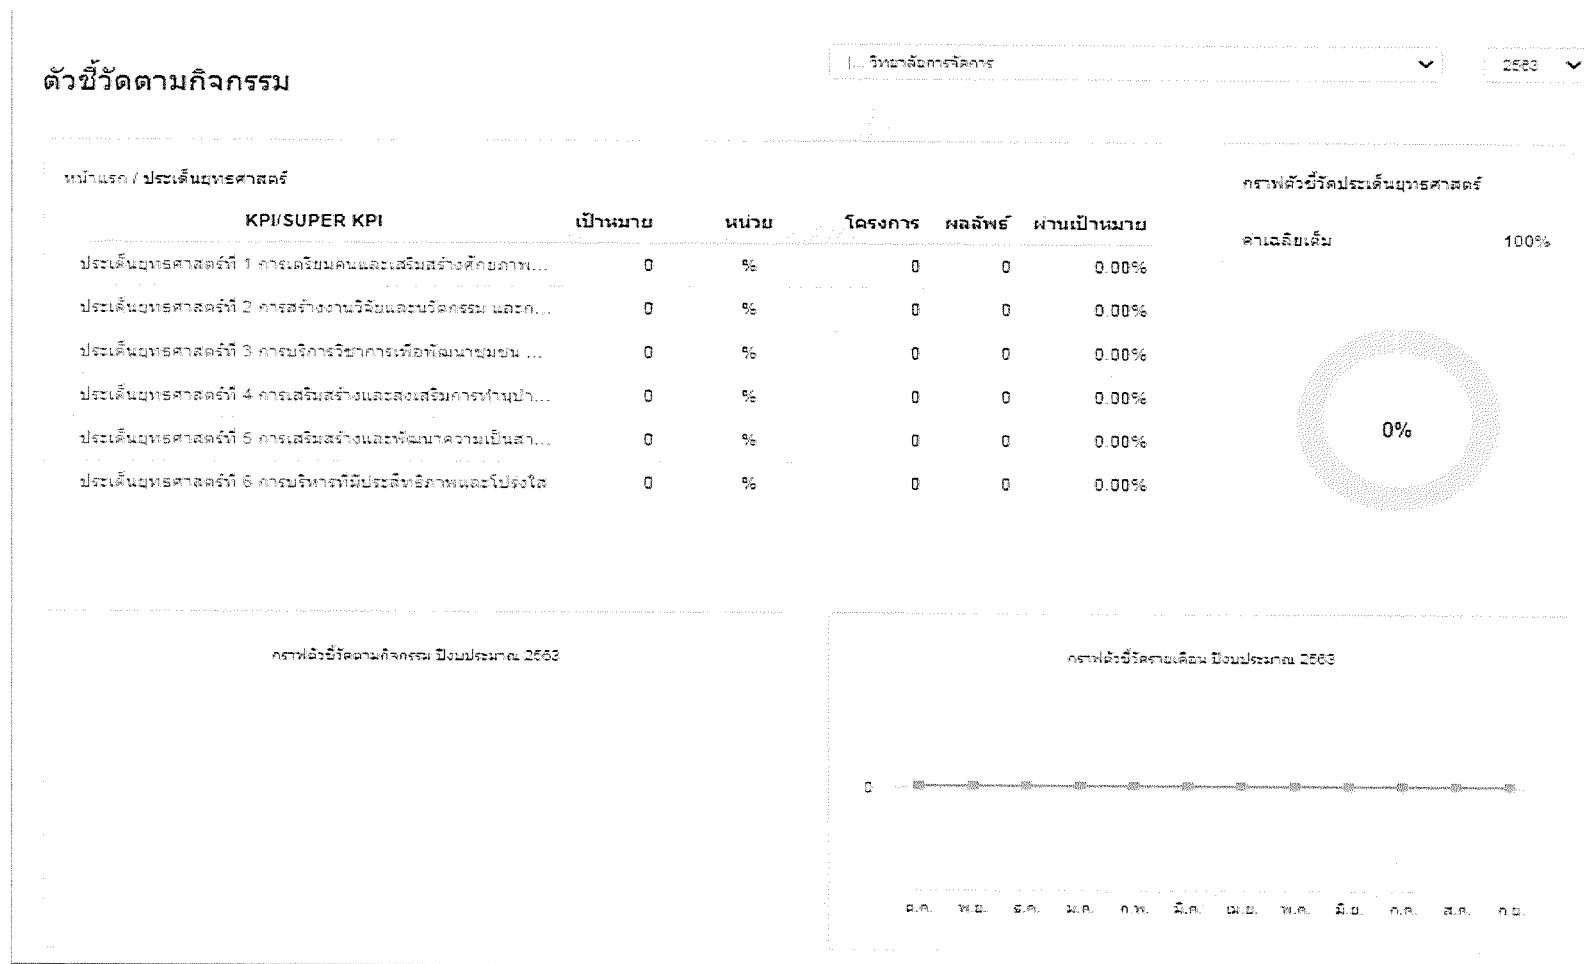 ตัวชี้วัดตามกิจกรรม
|... วิทยาลัยการจัดการ
2563
หน้าแรก / ประเด็นยุทธศาสตร์
KPI/SUPER KPI เป้าหมาย หน่วย โครงการ ผลลัพธ์ ผ่านเป้าหมาย
ประเด็นยุทธศาสตร์ที่ 1 การเตรียมคนและเสริมสร้างศักยภาพ... 0 % 0 0 0.00%
ประเด็นยุทธศาสตร์ที่ 2 การสร้างงานวิจัยและนวัตกรรม และก... 0 % 0 0 0.00%
ประเด็นยุทธศาสตร์ที่ 3 การบริการวิชาการเพื่อพัฒนาชุมชน ... 0 % 0 0 0.00%
ประเด็นยุทธศาสตร์ที่ 4 การเสริมสร้างและส่งเสริมการทำนุบำ... 0 % 0 0 0.00%
ประเด็นยุทธศาสตร์ที่ 5 การเสริมสร้างและพัฒนาความเป็นสา... 0 % 0 0 0.00%
ประเด็นยุทธศาสตร์ที่ 6 การบริหารที่มีประสิทธิภาพและโปร่งใส 0 % 0 0 0.00%
กราฟตัวชี้วัดประเด็นยุทธศาสตร์
ค่าเฉลี่ยเต็ม 100%
0%
กราฟตัวชี้วัดตามกิจกรรม ปีงบประมาณ 2563
กราฟตัวชี้วัดรายเดือน ปีงบประมาณ 2563
0
ต.ค. พ.ย. ธ.ค. ม.ค. ก.พ. มี.ค. เม.ย. พ.ค. มิ.ย. ก.ค. ส.ค. ก.ย.